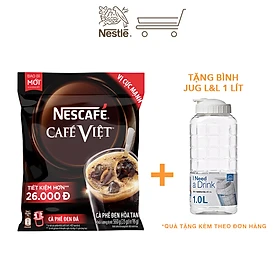 Nestlé
BAO BÌ
MỚI
VỊ CỰC MẠNH
NESCAFÉ
CAFÉ VIỆT
TIẾT KIỆM HƠN**
26.000 Đ
CÀ PHÊ ĐEN ĐÁ
CÀ PHÊ ĐEN HÒA TAN
+
TẶNG BÌNH
JUG L&L 1 LÍT
I Need
a Drink
1.0L
*QUÀ TẶNG KÈM THEO ĐƠN HÀNG